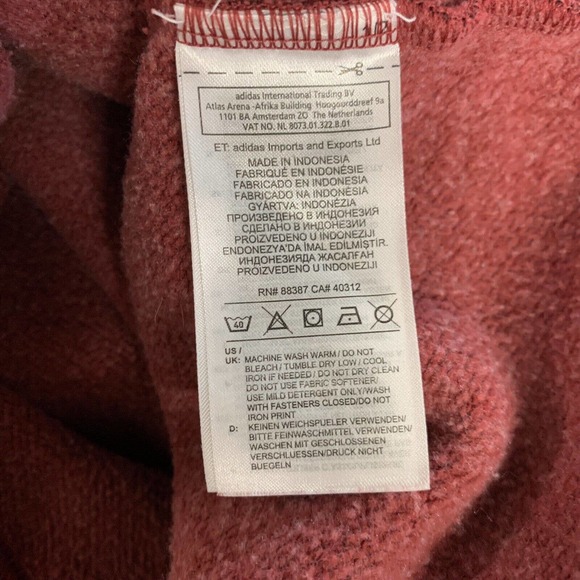 adidas International Trading BV
Atlas Arena -Afrika Building Hoogoorddreef 9a
1101 BA Amsterdam ZO The Netherlands
VAT NO. NL 8073.01.322.B.01
ET: adidas Imports and Exports Ltd
MADE IN INDONESIA
FABRIQUÉ EN INDONÉSIE
FABRICADO EN INDONESIA
FABRICADO NA INDONÉSIA
GYÁRTVA: INDONÉZIA
ПРОИЗВЕДЕНО В ИНДОНЕЗИЯ
СДЕЛАНО В ИНДОНЕЗИИ
PROIZVEDENO U INDONEZIJI
ENDONEZYA'DA İMAL EDİLMİŞTİR.
ИНДОНЕЗИЯДА ЖАСАЛҒАН
PROIZVEDENO U INDONEZIJI
RN# 88387 CA# 40312
40
US /
UK: MACHINE WASH WARM / DO NOT
BLEACH / TUMBLE DRY LOW / COOL
IRON IF NEEDED / DO NOT DRY CLEAN
DO NOT USE FABRIC SOFTENER/
USE MILD DETERGENT ONLY/WASH
WITH FASTENERS CLOSED/DO NOT
IRON PRINT
D: KEINEN WEICHSPUELER VERWENDEN/
BITTE FEINWASCHMITTEL VERWENDEN/
WASCHEN MIT GESCHLOSSENEN
VERSCHLUESSEN/DRUCK NICHT
BUEGELN